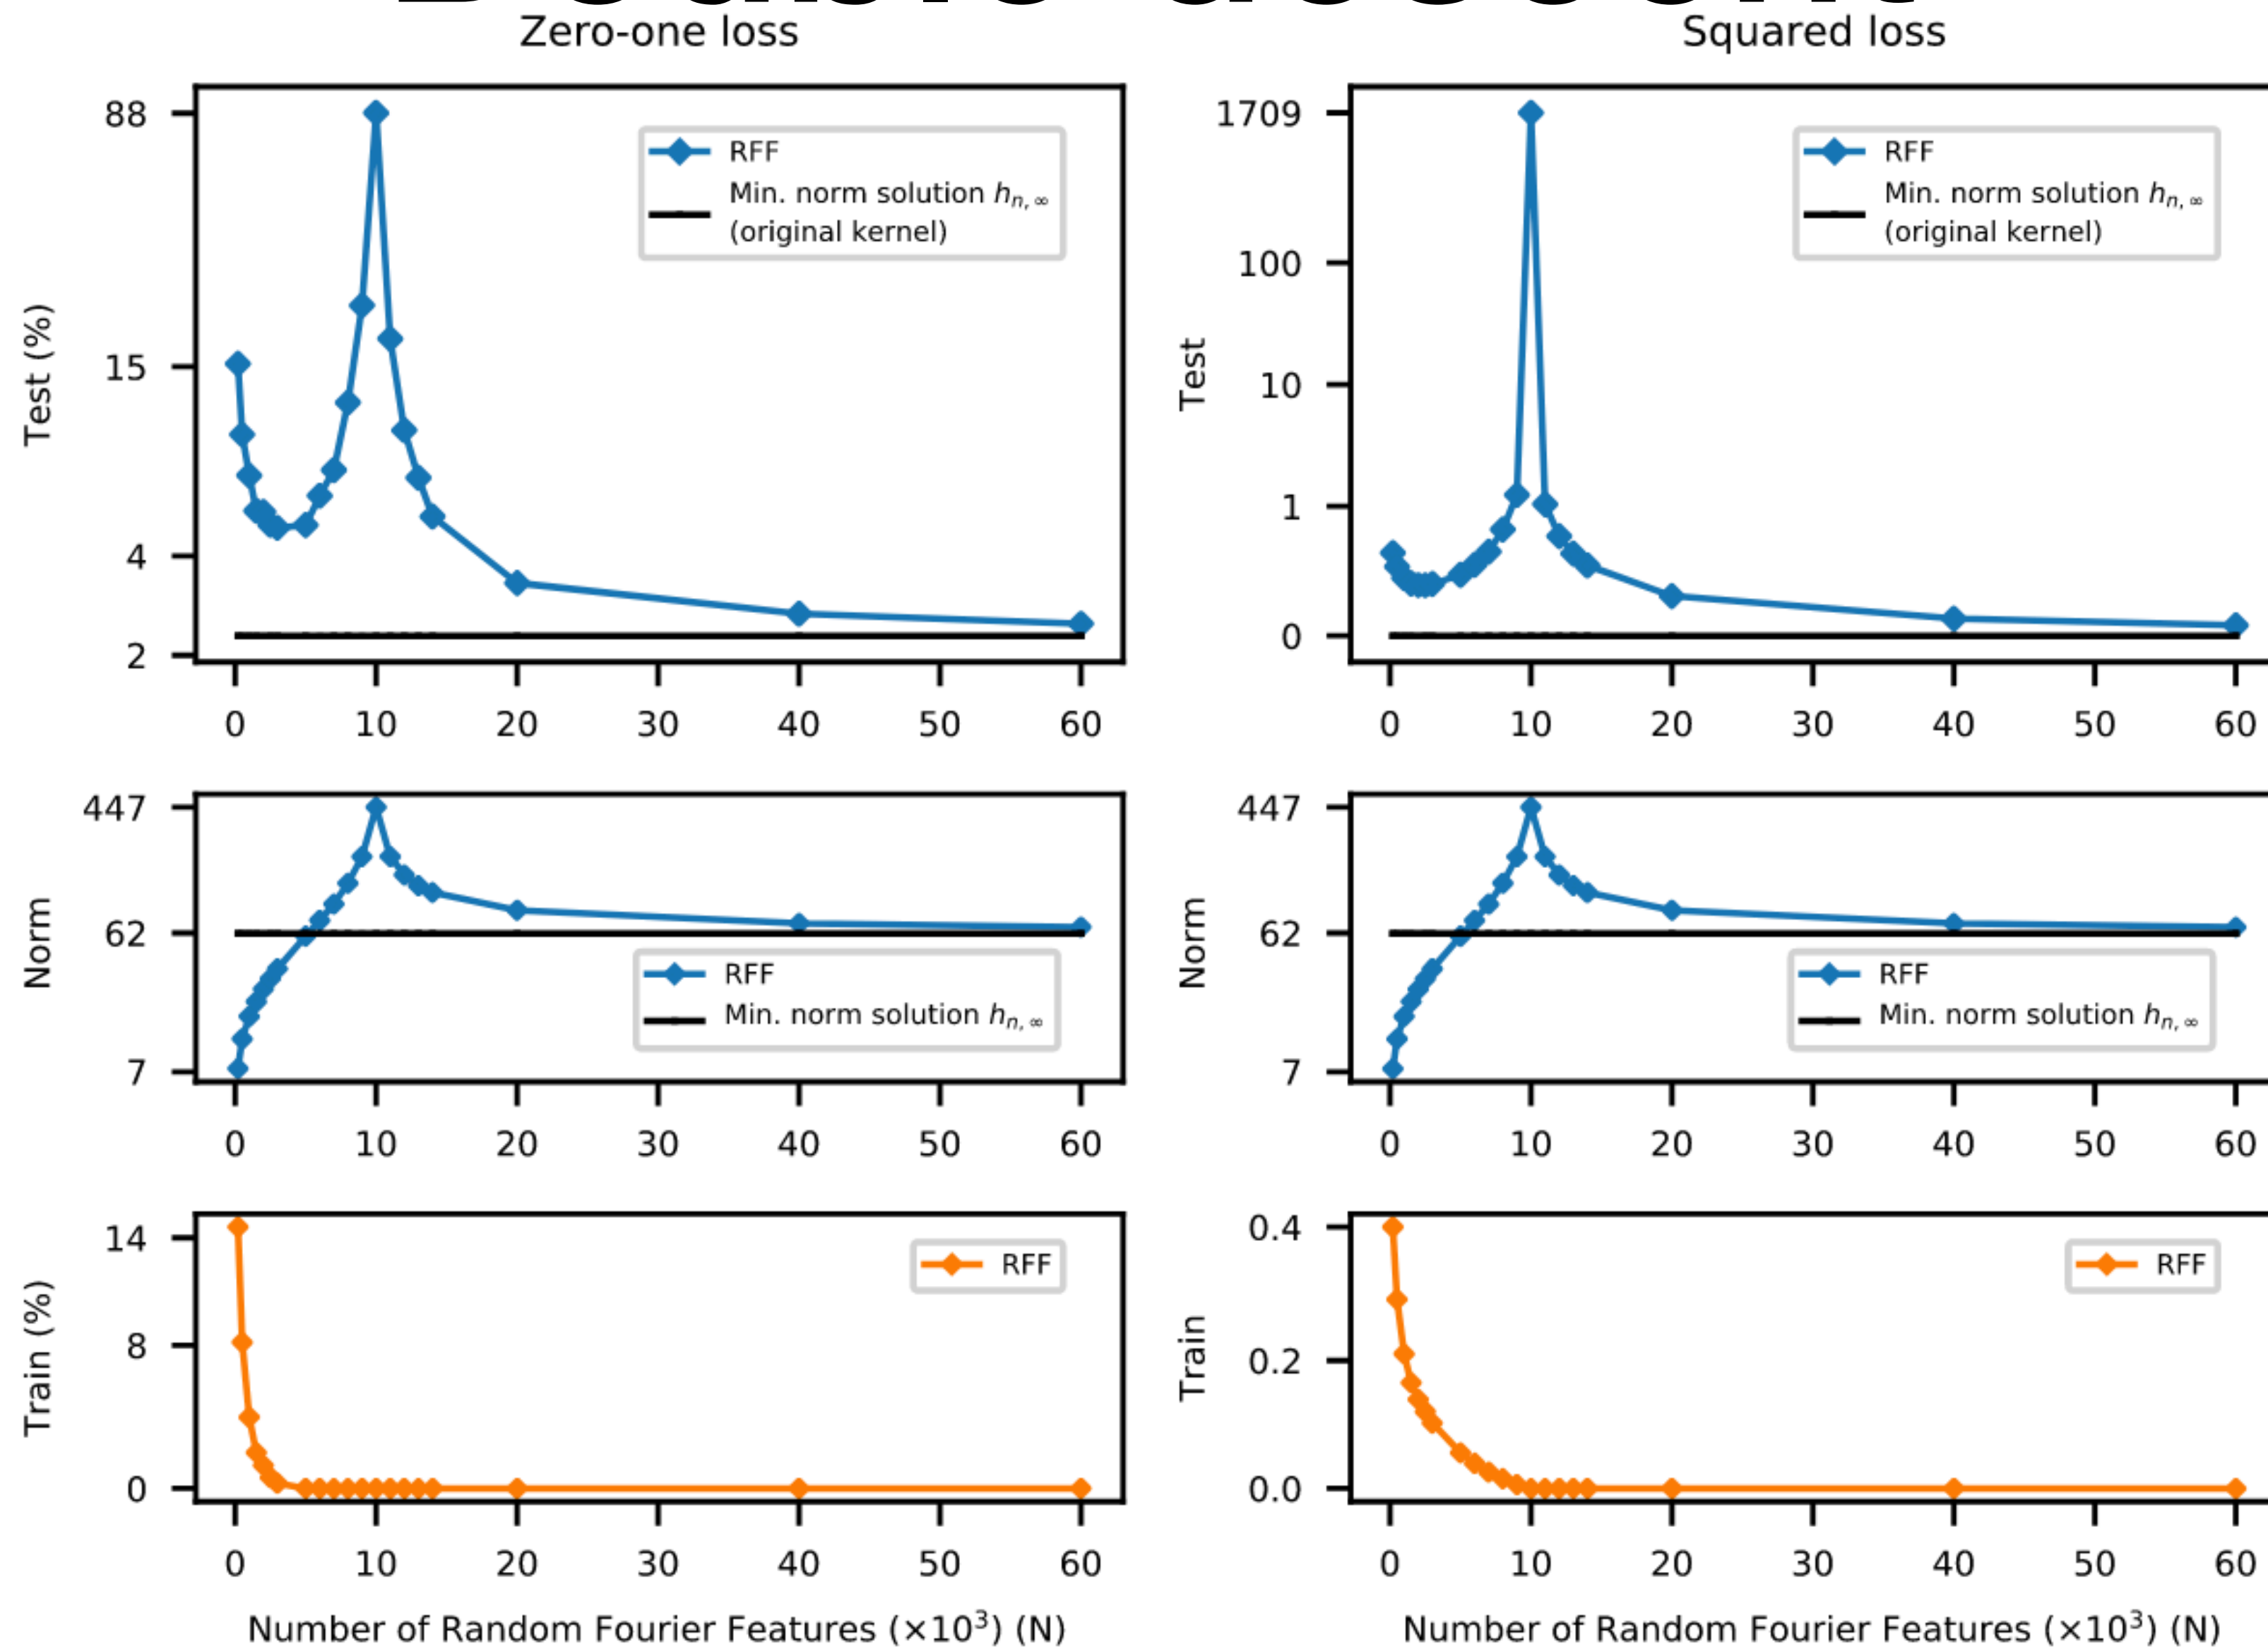 Zero-one loss
Squared loss
88
15
4
2
Test (%)
RFF
Min. norm solution h_{n,∞}
(original kernel)
0 10 20 30 40 50 60
1709
100
10
1
0
Test
RFF
Min. norm solution h_{n,∞}
(original kernel)
0 10 20 30 40 50 60
447
62
7
Norm
RFF
Min. norm solution h_{n,∞}
0 10 20 30 40 50 60
447
62
7
Norm
RFF
Min. norm solution h_{n,∞}
0 10 20 30 40 50 60
14
8
0
Train (%)
RFF
0 10 20 30 40 50 60
Number of Random Fourier Features (×10³) (N)
0.4
0.2
0.0
Train
RFF
0 10 20 30 40 50 60
Number of Random Fourier Features (×10³) (N)